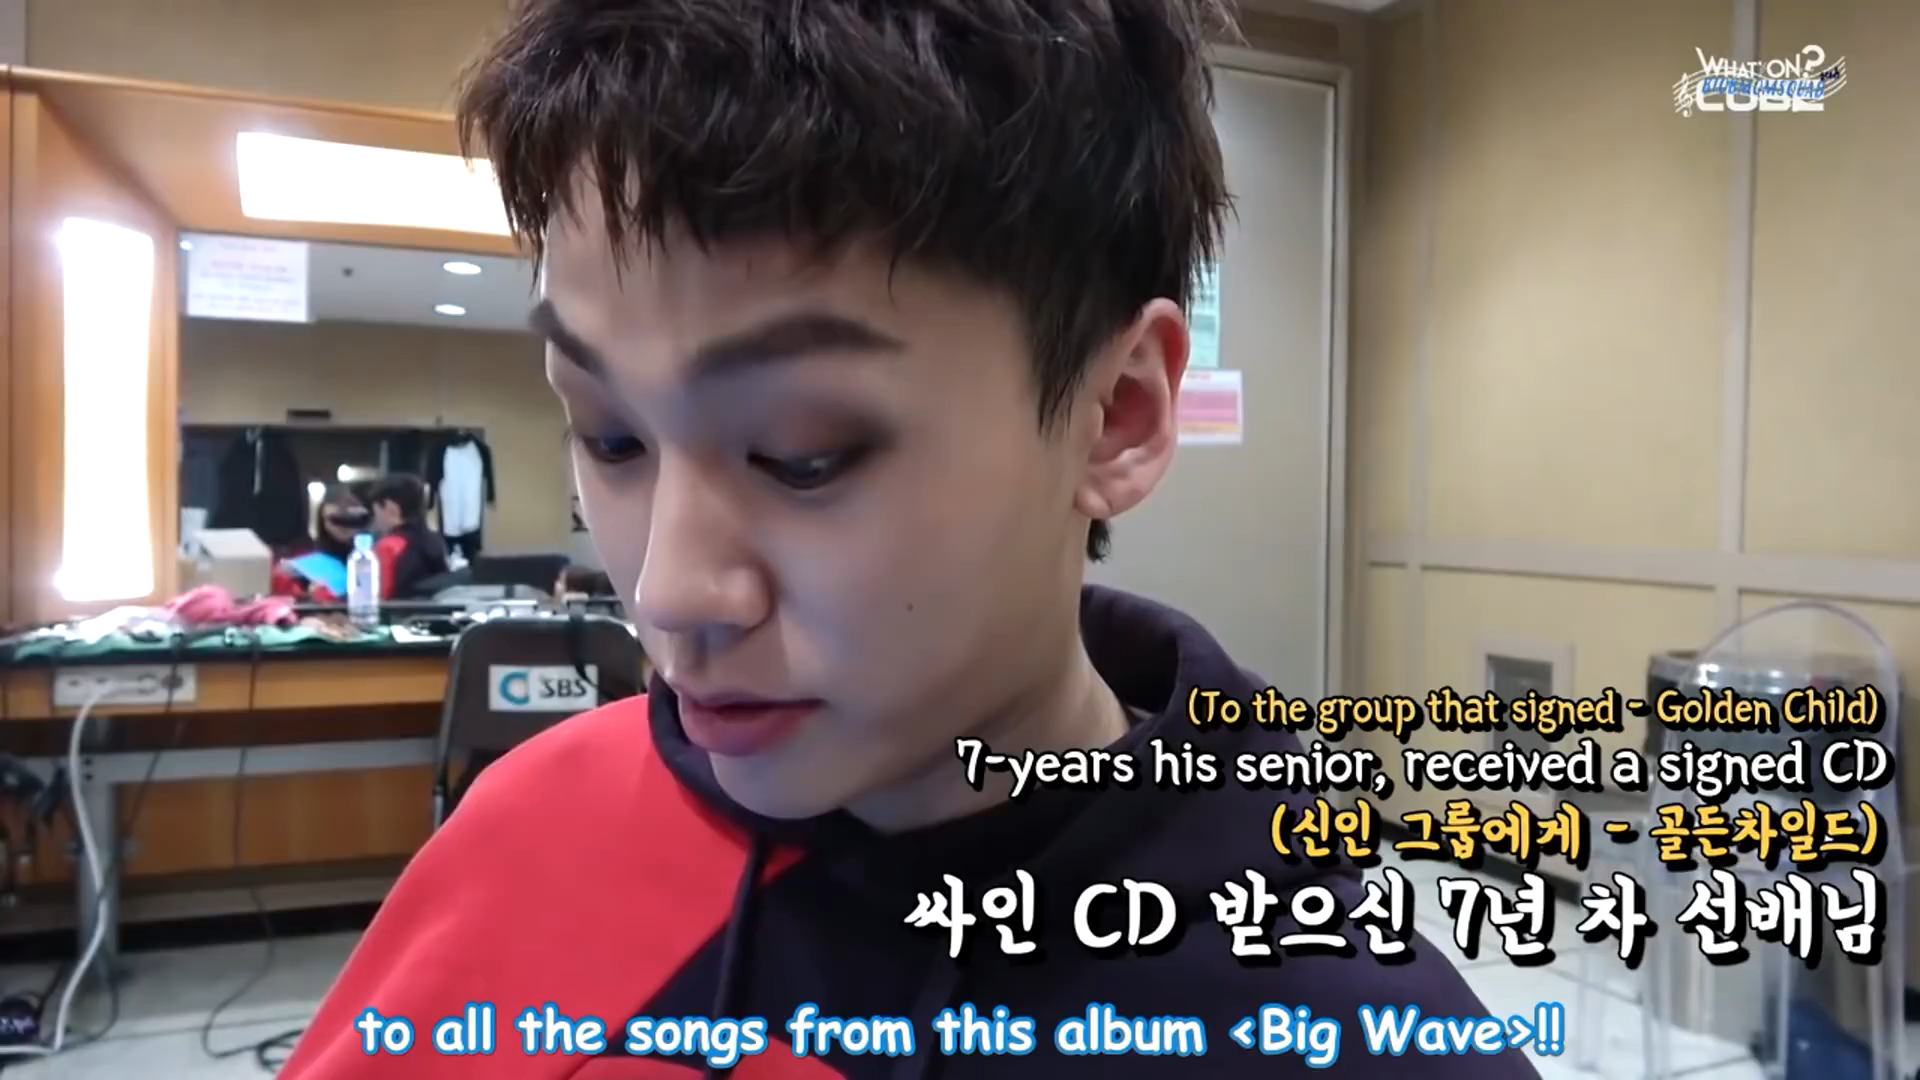 WHAT' ON?
CUBE
BTOBMUMSQUAD
SBS
(To the group that signed - Golden Child)
7-years his senior, received a signed CD
(신인 그룹에게 - 골든차일드)
싸인 CD 받으신 7년 차 선배님
to all the songs from this album <Big Wave>!!